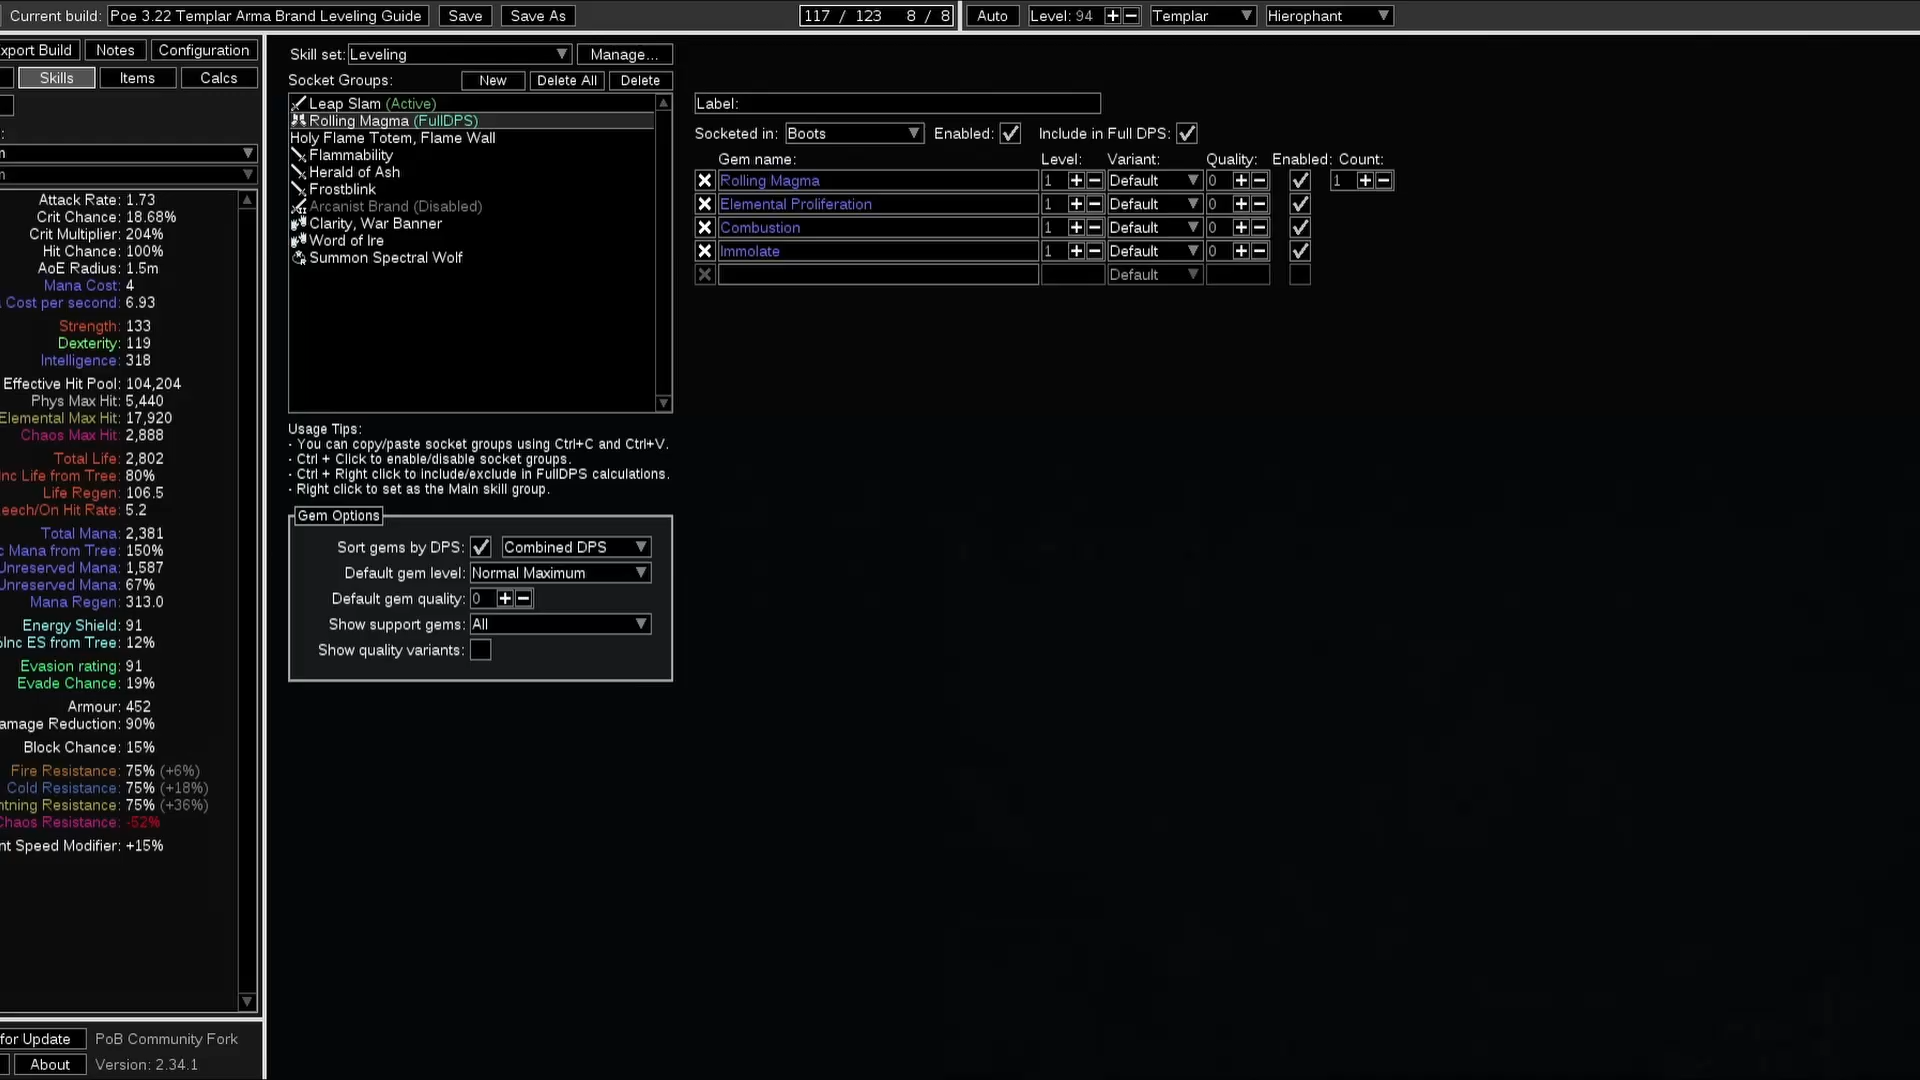 Current build: Poe 3.22 Templar Arma Brand Leveling Guide Save Save As 117 / 123 8 / 8 Auto Level: 94 Templar Hierophant
xport Build Notes Configuration
Skills Items Calcs
Attack Rate: 1.73
Crit Chance: 18.68%
Crit Multiplier: 204%
Hit Chance: 100%
AoE Radius: 1.5m
Mana Cost: 4
Cost per second: 6.93
Strength: 133
Dexterity: 119
Intelligence: 318
Effective Hit Pool: 104,204
Phys Max Hit: 5,440
Elemental Max Hit: 17,920
Chaos Max Hit: 2,888
Total Life: 2,802
nc Life from Tree: 80%
Life Regen: 106.5
eech/On Hit Rate: 5.2
Total Mana: 2,381
c Mana from Tree: 150%
Unreserved Mana: 1,587
Unreserved Mana: 67%
Mana Regen: 313.0
Energy Shield: 91
Inc ES from Tree: 12%
Evasion rating: 91
Evade Chance: 19%
Armour: 452
amage Reduction: 90%
Block Chance: 15%
Fire Resistance: 75% (+6%)
Cold Resistance: 75% (+18%)
htning Resistance: 75% (+36%)
Chaos Resistance: -52%
nt Speed Modifier: +15%
for Update PoB Community Fork
About Version: 2.34.1
Skill set: Leveling Manage...
Socket Groups: New Delete All Delete
Leap Slam (Active)
Rolling Magma (FullDPS)
Holy Flame Totem, Flame Wall
Flammability
Herald of Ash
Frostblink
Arcanist Brand (Disabled)
Clarity, War Banner
Word of Ire
Summon Spectral Wolf
Usage Tips:
- You can copy/paste socket groups using Ctrl+C and Ctrl+V.
- Ctrl + Click to enable/disable socket groups.
- Ctrl + Right click to include/exclude in FullDPS calculations.
- Right click to set as the Main skill group.
Gem Options
Sort gems by DPS: Combined DPS
Default gem level: Normal Maximum
Default gem quality: 0
Show support gems: All
Show quality variants:
Label:
Socketed in: Boots Enabled: Include in Full DPS:
Gem name: Level: Variant: Quality: Enabled: Count:
Rolling Magma 1 Default 0 1
Elemental Proliferation 1 Default 0
Combustion 1 Default 0
Immolate 1 Default 0
Default